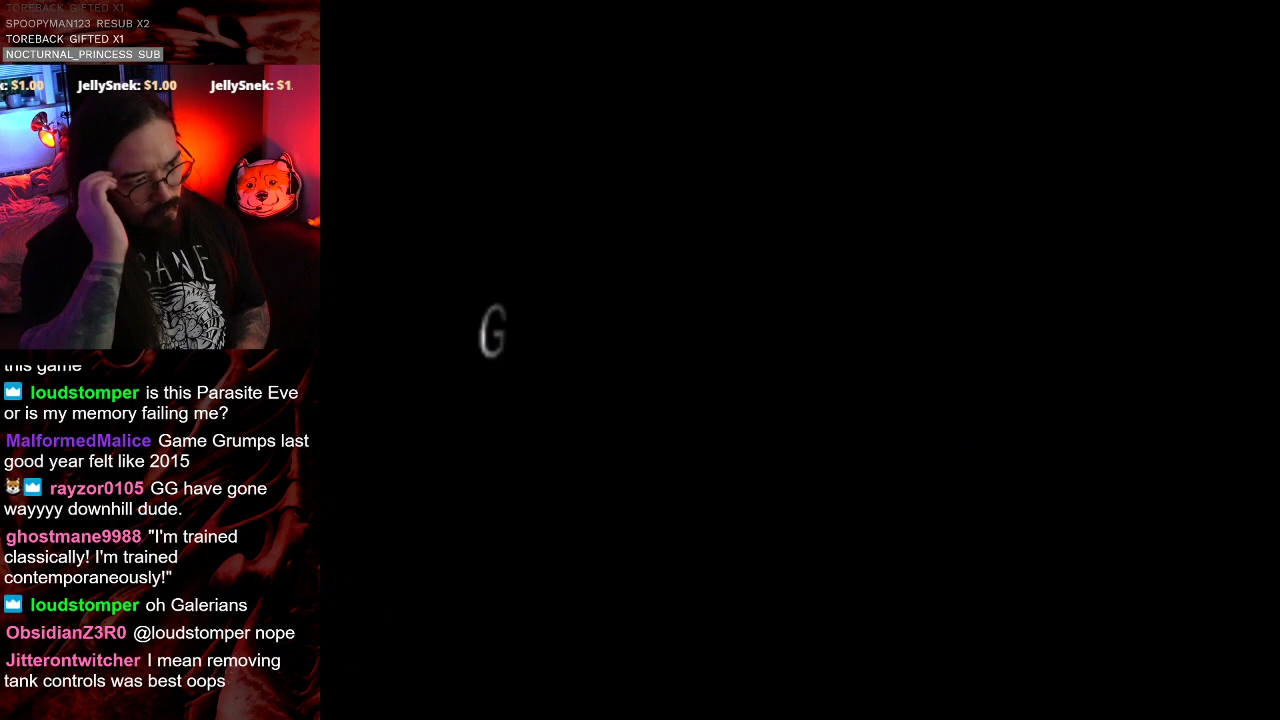 TOREBACK GIFTED X1
SPOOPYMAN123 RESUB X2
TOREBACK GIFTED X1
NOCTURNAL_PRINCESS SUB
k: $1.00 JellySnek: $1.00 JellySnek: $1.
SANE
G
this game
loudstomper is this Parasite Eve
or is my memory failing me?
MalformedMalice Game Grumps last
good year felt like 2015
rayzor0105 GG have gone
wayyyy downhill dude.
ghostmane9988 "I'm trained
classically! I'm trained
contemporaneously!"
loudstomper oh Galerians
ObsidianZ3R0 @loudstomper nope
Jitterontwitcher I mean removing
tank controls was best oops